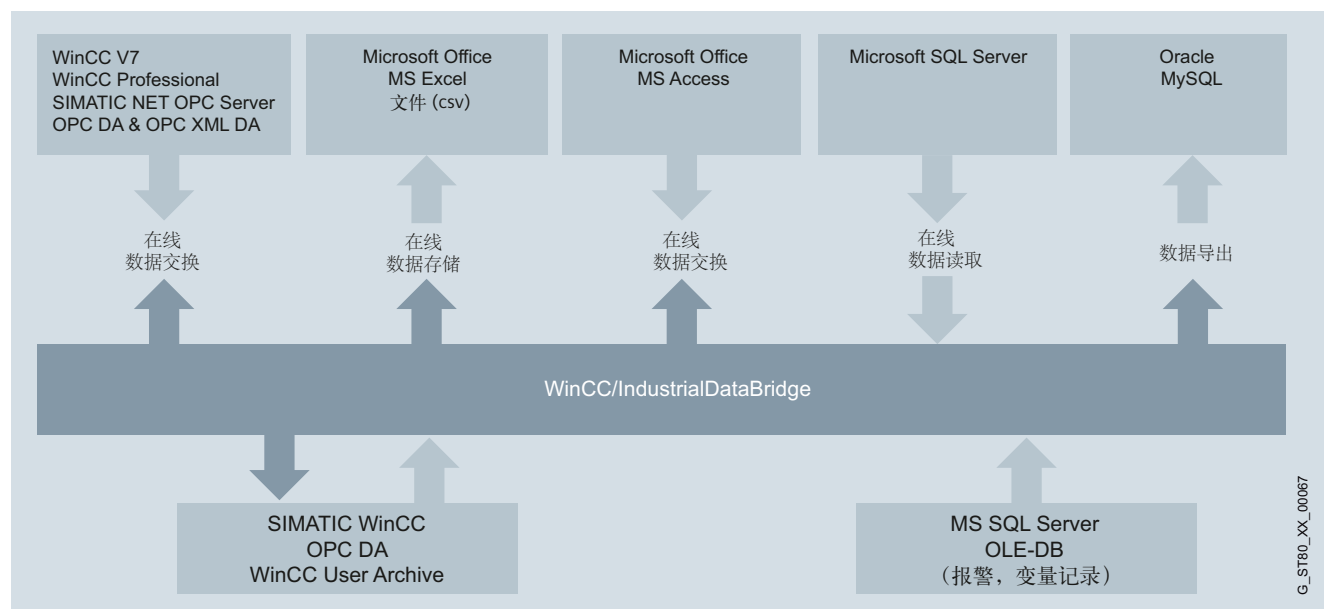 WinCC V7
WinCC Professional
SIMATIC NET OPC Server
OPC DA & OPC XML DA
Microsoft Office
MS Excel
文件 (csv)
Microsoft Office
MS Access
Microsoft SQL Server
Oracle
MySQL
在线
数据交换
在线
数据存储
在线
数据交换
在线
数据读取
数据导出
WinCC/IndustrialDataBridge
SIMATIC WinCC
OPC DA
WinCC User Archive
MS SQL Server
OLE-DB
（报警，变量记录）
G_ST80_XX_00067